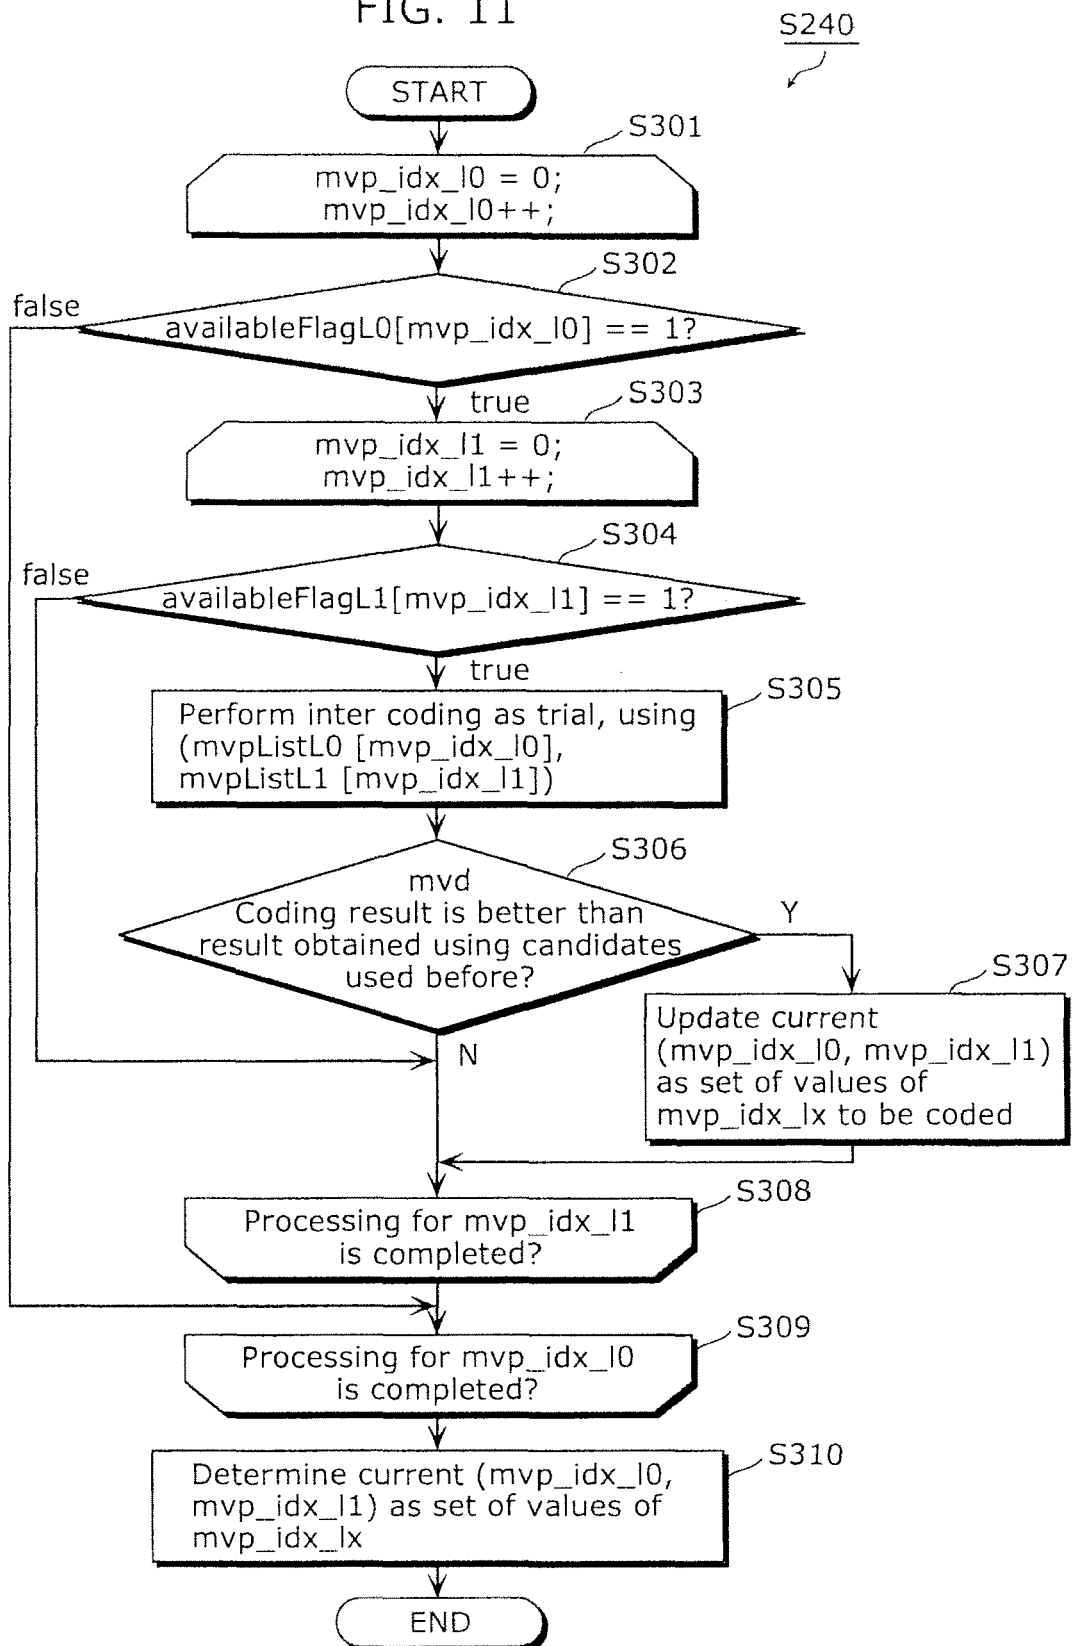 FIG. 11
S240
START
S301
mvp_idx_l0 = 0;
mvp_idx_l0++;
S302
false
availableFlagL0[mvp_idx_l0] == 1?
true
S303
mvp_idx_l1 = 0;
mvp_idx_l1++;
S304
false
availableFlagL1[mvp_idx_l1] == 1?
true
S305
Perform inter coding as trial, using
(mvpListL0 [mvp_idx_l0],
mvpListL1 [mvp_idx_l1])
S306
mvd
Coding result is better than
result obtained using candidates
used before?
Y
N
S307
Update current
(mvp_idx_l0, mvp_idx_l1)
as set of values of
mvp_idx_lx to be coded
S308
Processing for mvp_idx_l1
is completed?
S309
Processing for mvp_idx_l0
is completed?
S310
Determine current (mvp_idx_l0,
mvp_idx_l1) as set of values of
mvp_idx_lx
END